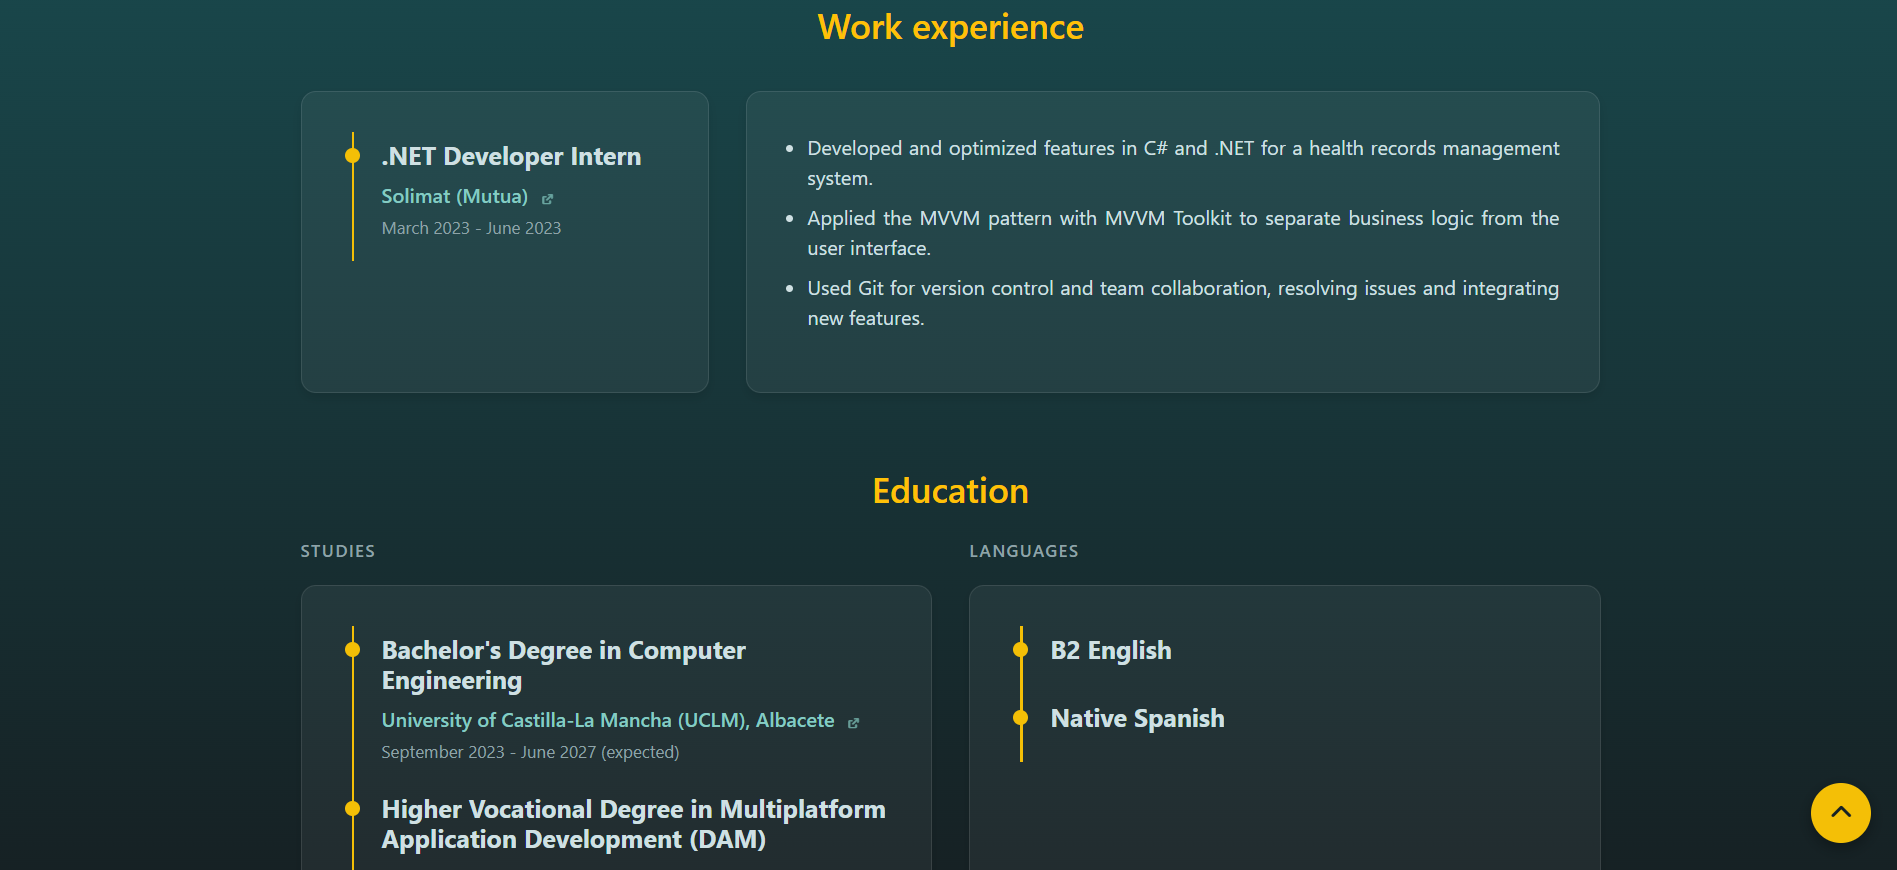 Work experience
.NET Developer Intern
Solimat (Mutua)
March 2023 - June 2023
• Developed and optimized features in C# and .NET for a health records management
system.
• Applied the MVVM pattern with MVVM Toolkit to separate business logic from the
user interface.
• Used Git for version control and team collaboration, resolving issues and integrating
new features.
Education
STUDIES
Bachelor's Degree in Computer
Engineering
University of Castilla-La Mancha (UCLM), Albacete
September 2023 - June 2027 (expected)
Higher Vocational Degree in Multiplatform
Application Development (DAM)
LANGUAGES
B2 English
Native Spanish